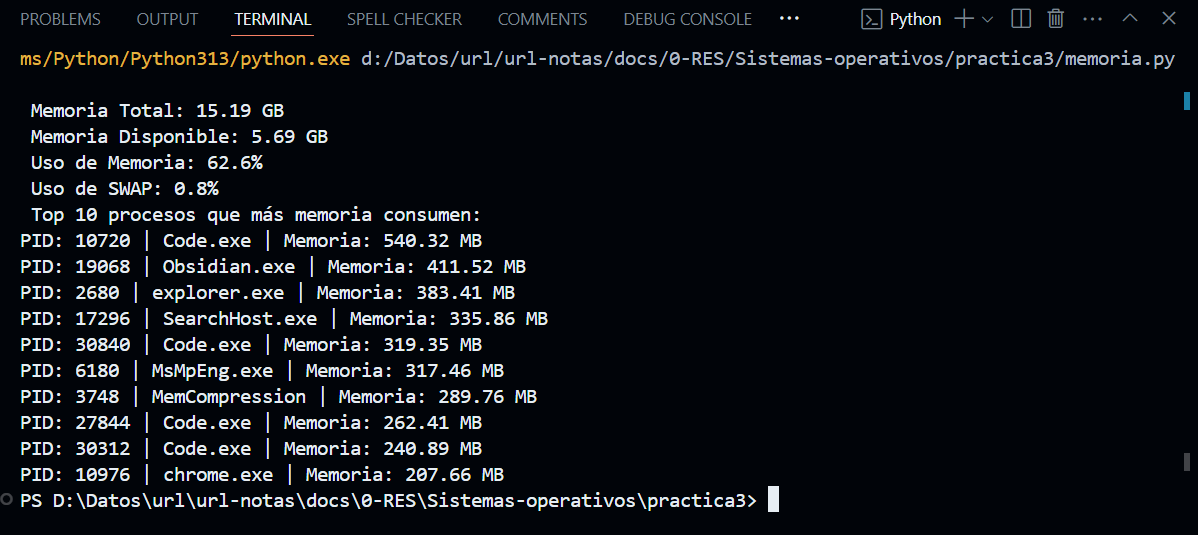 PROBLEMS OUTPUT TERMINAL SPELL CHECKER COMMENTS DEBUG CONSOLE ··· Python ···
ms/Python/Python313/python.exe d:/Datos/url/url-notas/docs/0-RES/Sistemas-operativos/practica3/memoria.py
Memoria Total: 15.19 GB
Memoria Disponible: 5.69 GB
Uso de Memoria: 62.6%
Uso de SWAP: 0.8%
Top 10 procesos que más memoria consumen:
PID: 10720 | Code.exe | Memoria: 540.32 MB
PID: 19068 | Obsidian.exe | Memoria: 411.52 MB
PID: 2680 | explorer.exe | Memoria: 383.41 MB
PID: 17296 | SearchHost.exe | Memoria: 335.86 MB
PID: 30840 | Code.exe | Memoria: 319.35 MB
PID: 6180 | MsMpEng.exe | Memoria: 317.46 MB
PID: 3748 | MemCompression | Memoria: 289.76 MB
PID: 27844 | Code.exe | Memoria: 262.41 MB
PID: 30312 | Code.exe | Memoria: 240.89 MB
PID: 10976 | chrome.exe | Memoria: 207.66 MB
PS D:\Datos\url\url-notas\docs\0-RES\Sistemas-operativos\practica3>